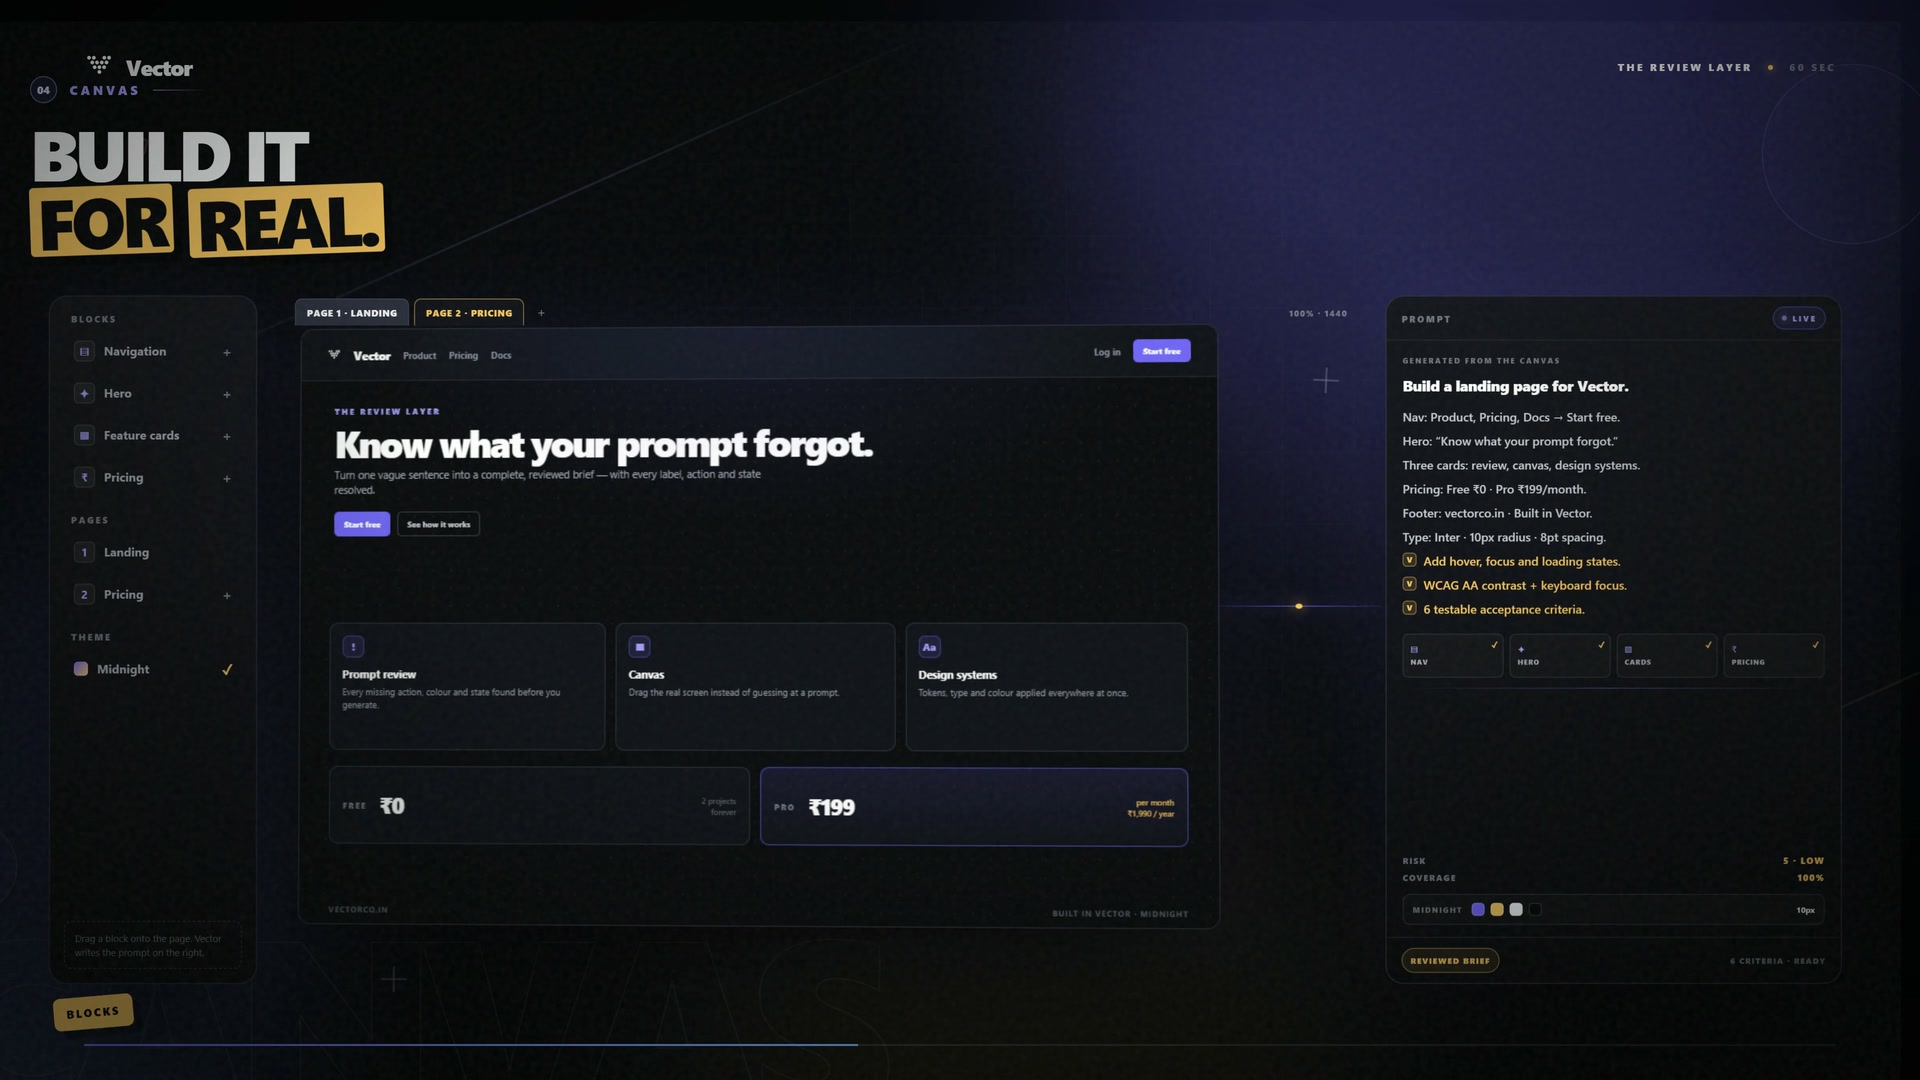 Vector
04 CANVAS
THE REVIEW LAYER • 60 SEC
BUILD IT
FOR REAL.
BLOCKS
Navigation +
Hero +
Feature cards +
₹ Pricing +
PAGES
1 Landing
2 Pricing +
THEME
Midnight ✓
Drag a block onto the page. Vector
writes the prompt on the right.
BLOCKS
PAGE 1 · LANDING
PAGE 2 · PRICING
+
100% · 1440
Vector Product Pricing Docs
Log in Start free
THE REVIEW LAYER
Know what your prompt forgot.
Turn one vague sentence into a complete, reviewed brief — with every label, action and state
resolved.
Start free See how it works
!
Prompt review
Every missing action, colour and state found before you
generate.
Canvas
Drag the real screen instead of guessing at a prompt.
Aa
Design systems
Tokens, type and colour applied everywhere at once.
FREE ₹0
2 projects
forever
PRO ₹199
per month
₹1,990 / year
VECTORCO.IN
BUILT IN VECTOR · MIDNIGHT
PROMPT
LIVE
GENERATED FROM THE CANVAS
Build a landing page for Vector.
Nav: Product, Pricing, Docs → Start free.
Hero: “Know what your prompt forgot.”
Three cards: review, canvas, design systems.
Pricing: Free ₹0 · Pro ₹199/month.
Footer: vectorco.in · Built in Vector.
Type: Inter · 10px radius · 8pt spacing.
V Add hover, focus and loading states.
V WCAG AA contrast + keyboard focus.
V 6 testable acceptance criteria.
NAV ✓
HERO ✓
CARDS ✓
₹ PRICING ✓
RISK 5 · LOW
COVERAGE 100%
MIDNIGHT 10px
REVIEWED BRIEF
6 CRITERIA · READY
CANVAS